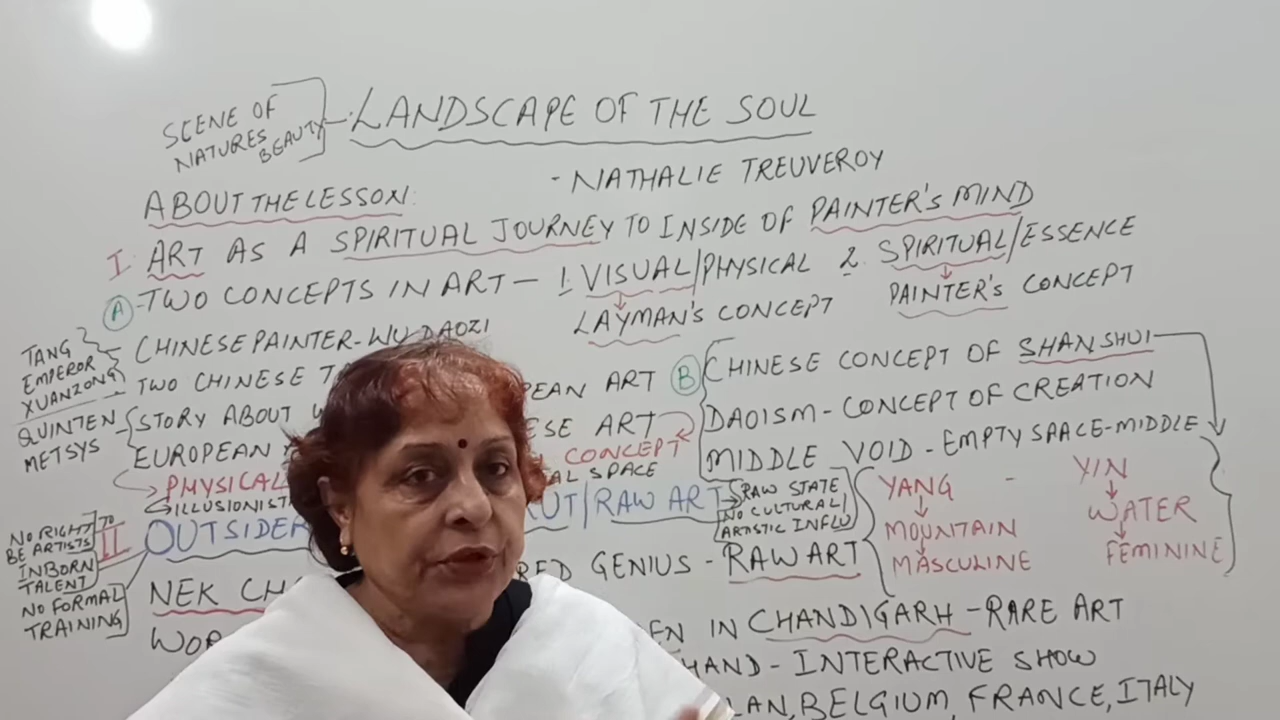 SCENE OF
NATURES
BEAUTY
LANDSCAPE OF THE SOUL
- NATHALIE TREUVEROY
ABOUT THE LESSON:
I. ART AS A SPIRITUAL JOURNEY TO INSIDE OF PAINTER'S MIND
A - TWO CONCEPTS IN ART - 1. VISUAL/PHYSICAL 2. SPIRITUAL/ESSENCE
LAYMAN'S CONCEPT PAINTER'S CONCEPT
TANG
EMPEROR
XUANZONG
- CHINESE PAINTER - WU DAOZI
- TWO CHINESE
QUINTEN
METSYS
STORY ABOUT
EUROPEAN
PHYSICAL
EAN ART
ESE ART
CONCEPT
AL SPACE
B CHINESE CONCEPT OF SHANSHUI
DAOISM - CONCEPT OF CREATION
MIDDLE VOID - EMPTY SPACE - MIDDLE
YANG - YIN
MOUNTAIN WATER
MASCULINE FEMININE
NO RIGHT TO
BE ARTISTS
INBORN
TALENT
NO FORMAL
TRAINING
II OUTSIDER
UT/RAW ART
RAW STATE
NO CULTURAL/
ARTISTIC INFLU
NEK CH
RED GENIUS - RAW ART
EN IN CHANDIGARH - RARE ART
HAND - INTERACTIVE SHOW
LAN, BELGIUM, FRANCE, ITALY